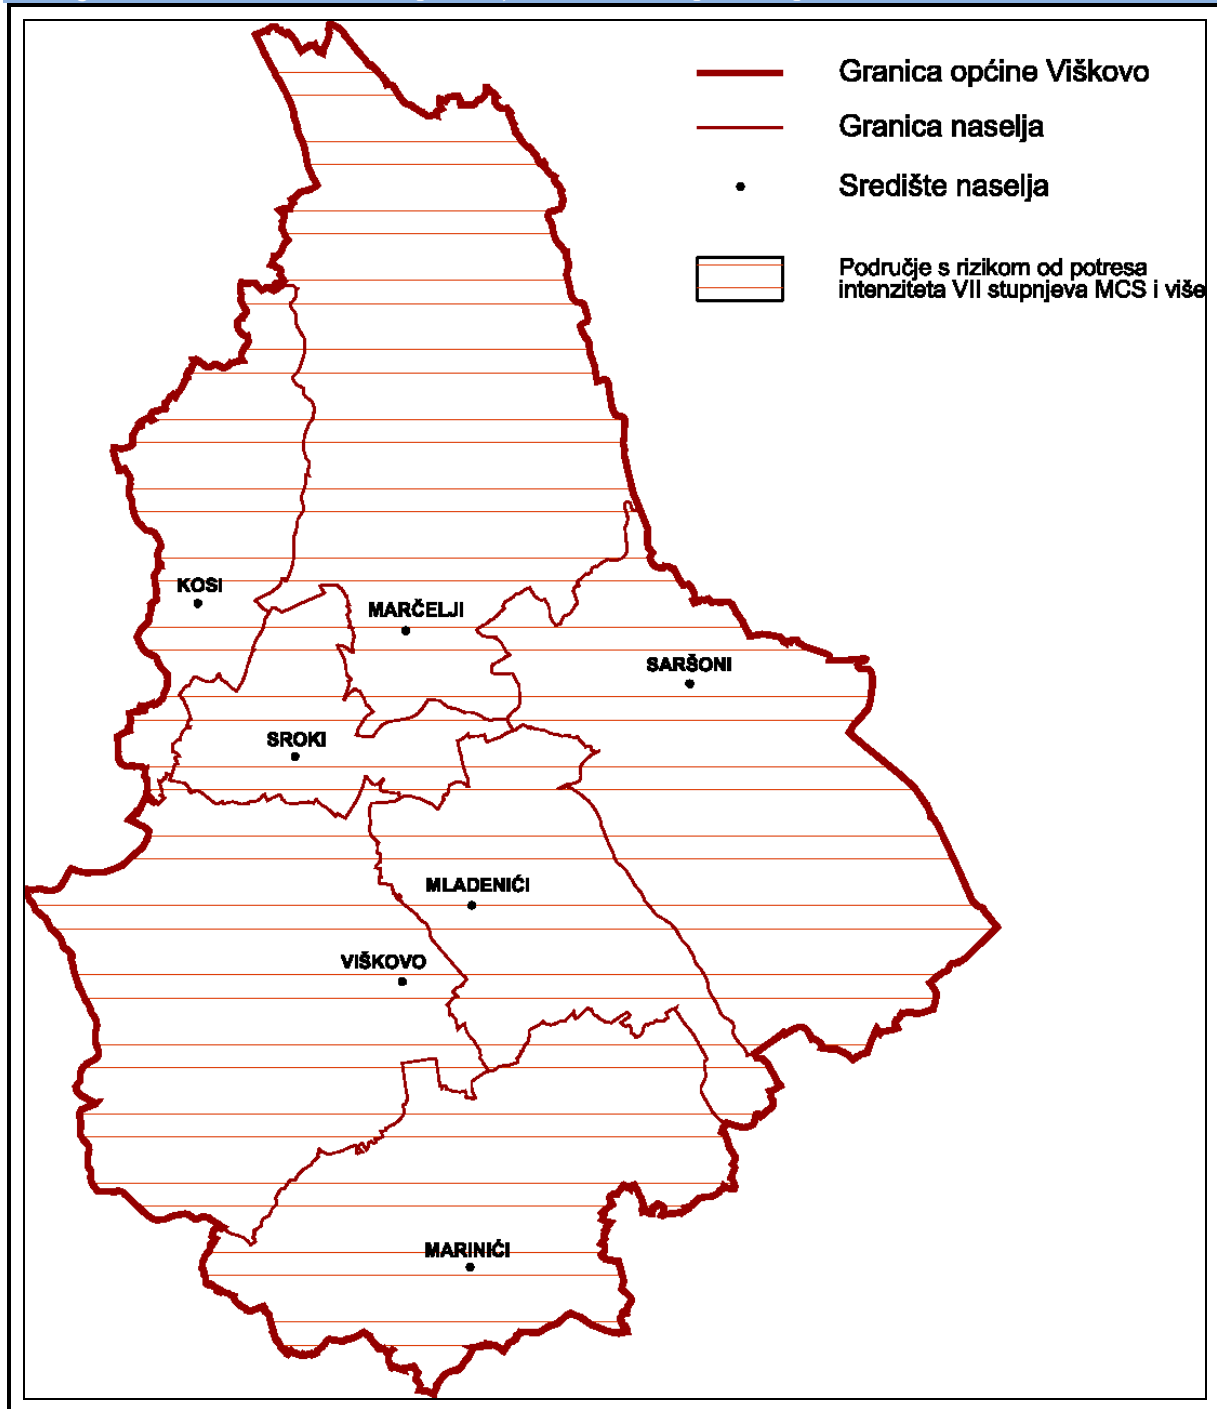 Granica općine Viškovo
Granica naselja
Središte naselja
Područje s rizikom od potresa
intenziteta VII stupnjeva MCS i više
KOSI
MARČELJI
SARŠONI
SROKI
MLADENIĆI
VIŠKOVO
MARINIĆI